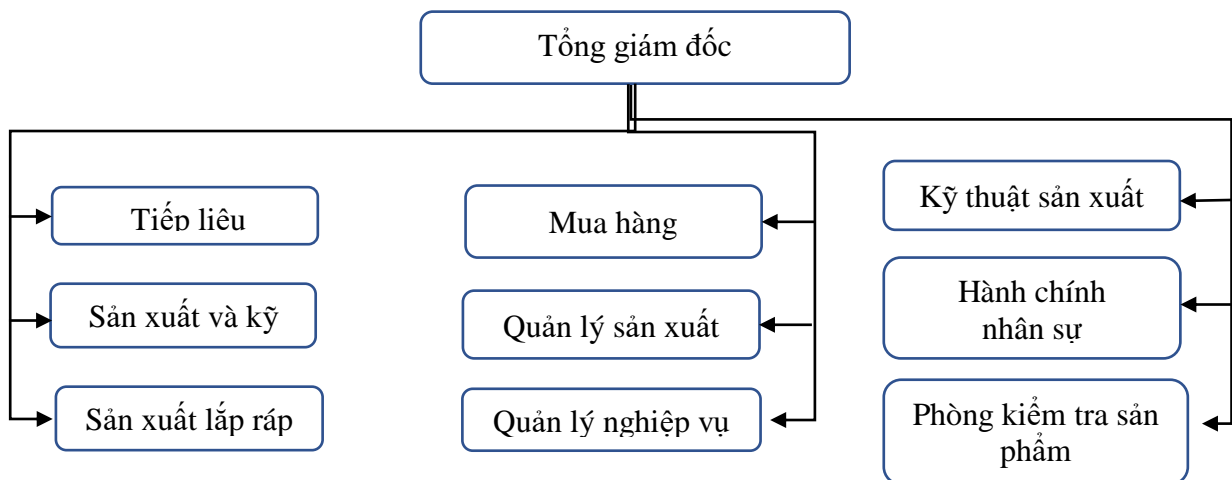 Tổng giám đốc
Tiếp liêu
Sản xuất và kỹ
Sản xuất lắp ráp
Mua hàng
Quản lý sản xuất
Quản lý nghiệp vụ
Kỹ thuật sản xuất
Hành chính
nhân sự
Phòng kiểm tra sản
phẩm